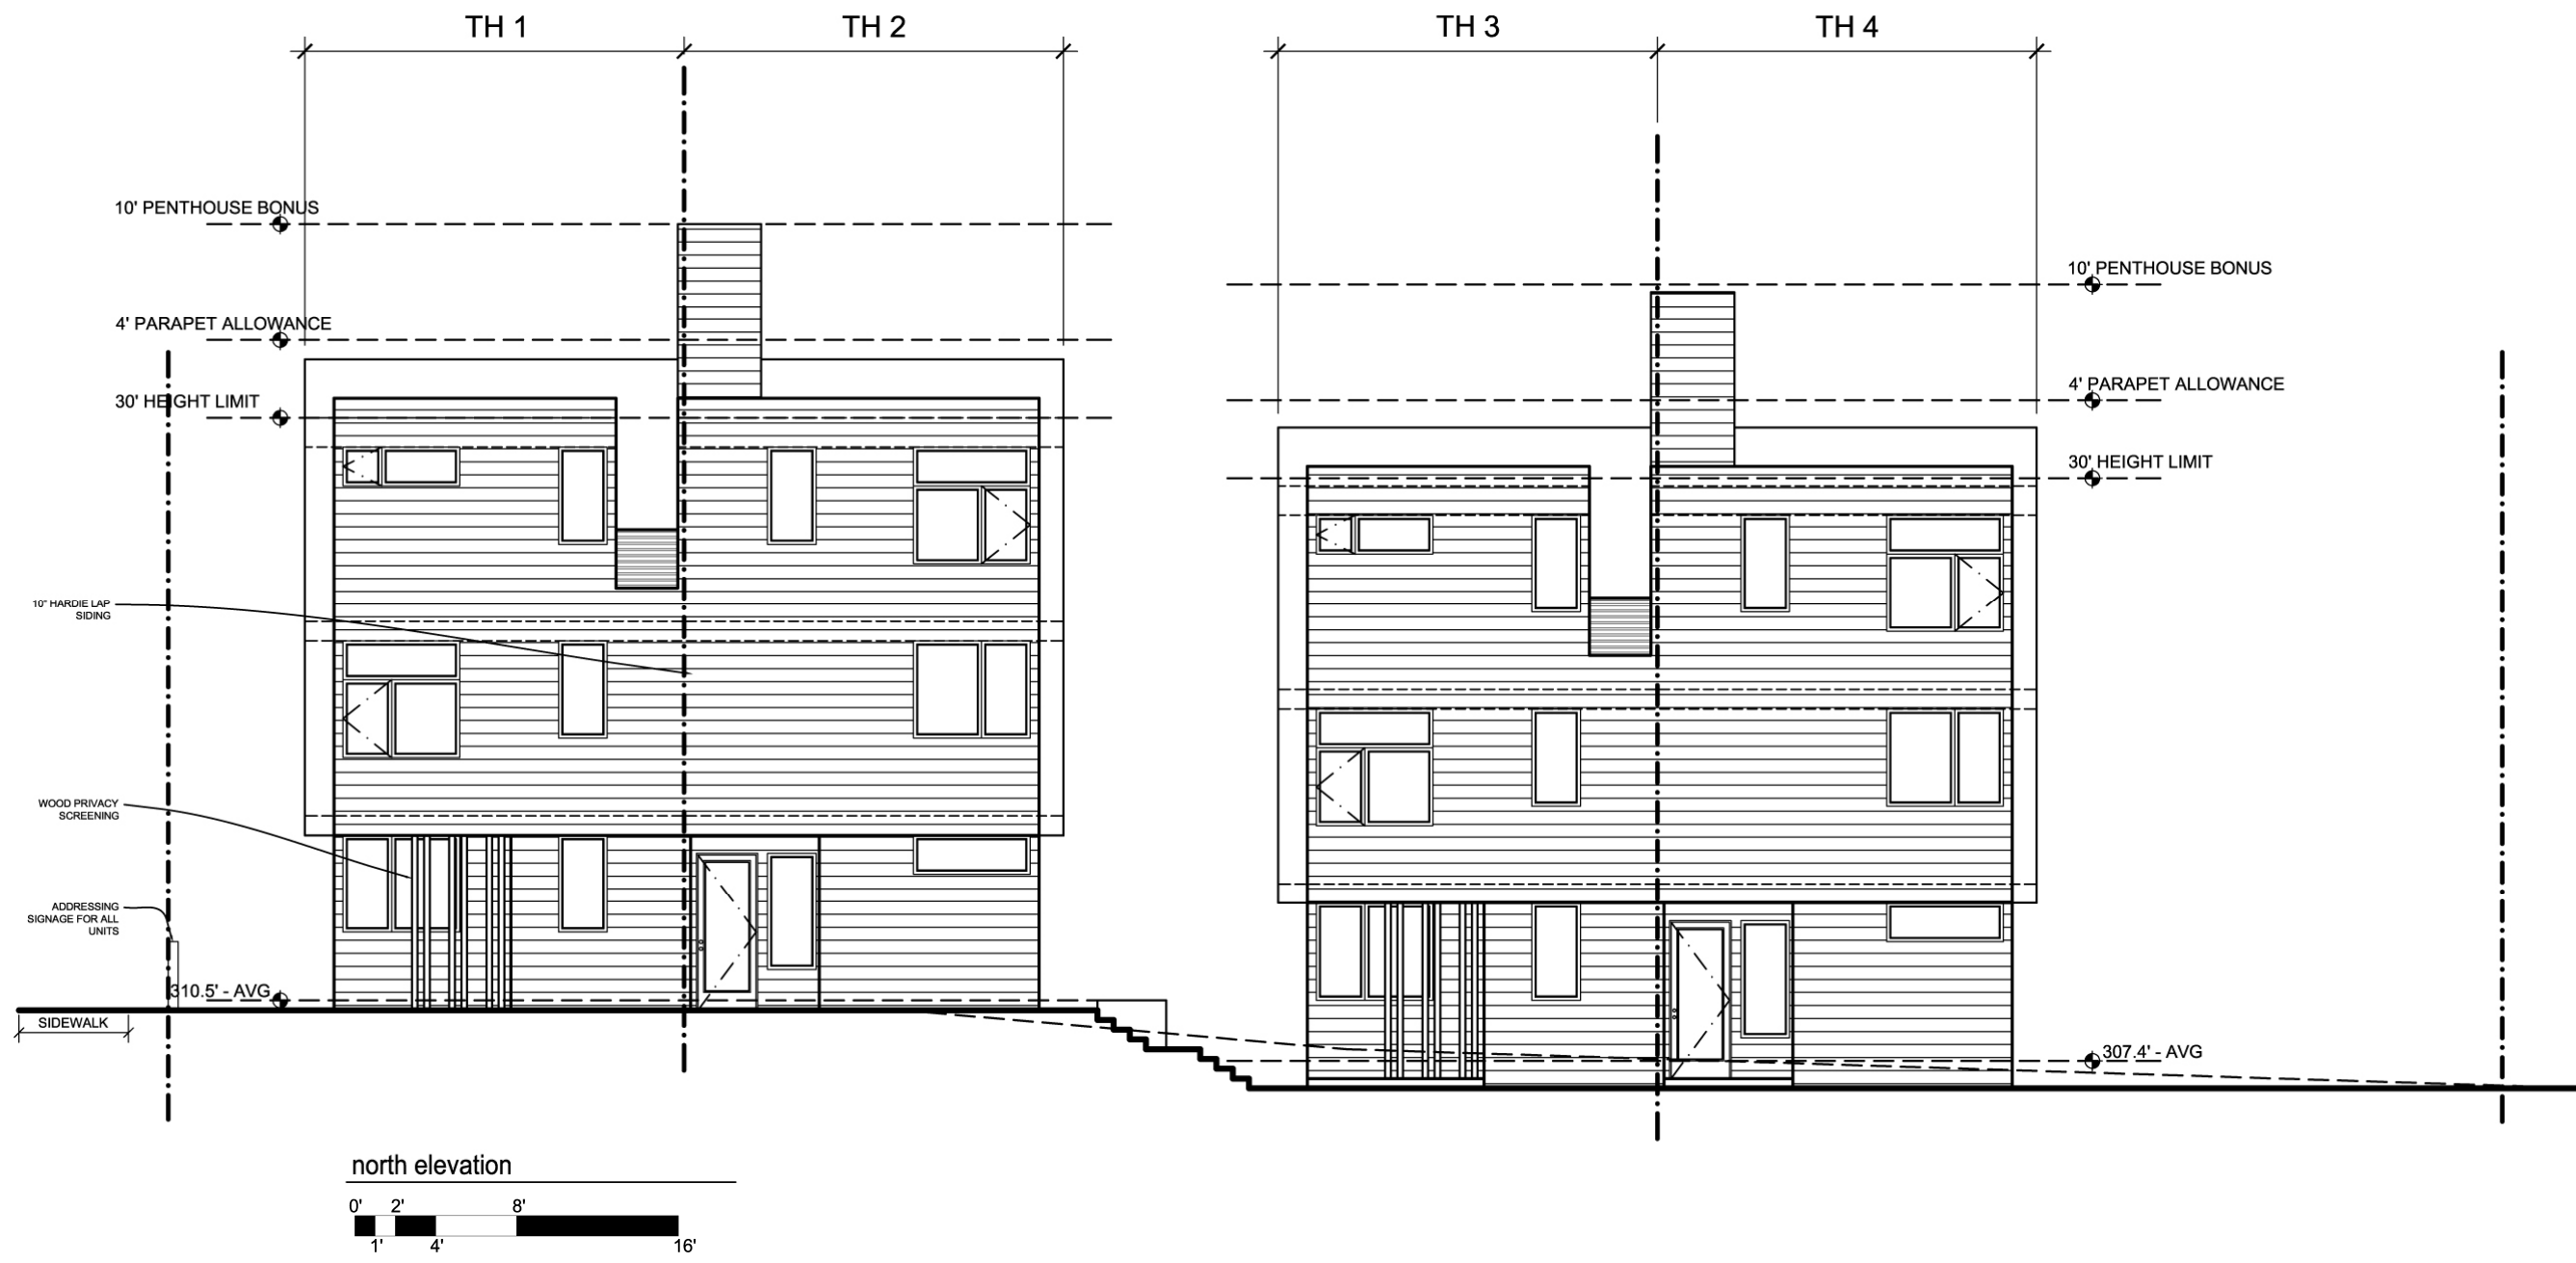 TH 1
TH 2
TH 3
TH 4
10' PENTHOUSE BONUS
4' PARAPET ALLOWANCE
30' HEIGHT LIMIT
10' PENTHOUSE BONUS
4' PARAPET ALLOWANCE
30' HEIGHT LIMIT
10" HARDIE LAP
SIDING
WOOD PRIVACY
SCREENING
ADDRESSING
SIGNAGE FOR ALL
UNITS
310.5' - AVG
SIDEWALK
307.4' - AVG
north elevation
0' 2' 8'
1' 4' 16'